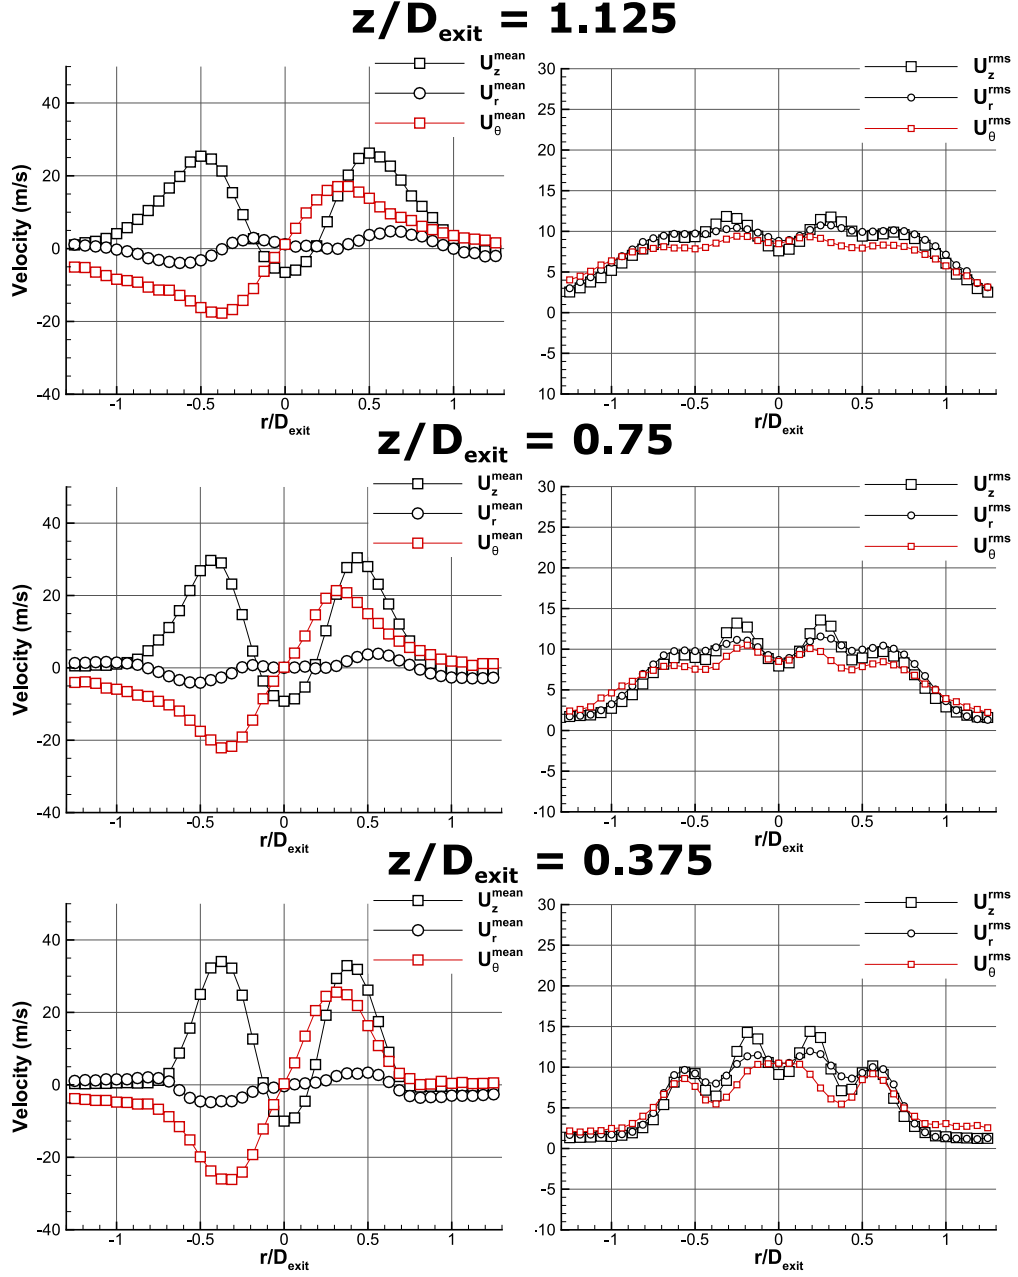 z/D_exit = 1.125
U_z^mean
U_r^mean
U_θ^mean
40
20
0
-20
-40
Velocity (m/s)
-1
-0.5
0
0.5
1
r/D_exit
U_z^rms
U_r^rms
U_θ^rms
30
25
20
15
10
5
0
-5
10
-1
0
0.5
1
r/D_exit
z/D_exit = 0.75
U_z^mean
U_r^mean
U_θ^mean
40
20
0
-20
-40
Velocity (m/s)
-1
-0.5
0
0.5
1
r/D_exit
U_z^rms
U_r^rms
U_θ^rms
30
25
20
15
10
5
0
-5
-10
-1
-0.5
0
0.5
1
r/D_exit
z/D_exit = 0.375
U_z^mean
U_r^mean
U_θ^mean
40
20
0
-20
-40
Velocity (m/s)
-1
-0.5
0
0.5
1
r/D_exit
U_z^rms
U_r^rms
U_θ^rms
30
25
20
15
10
5
0
-5
-10
-1
-0.5
0
0.5
1
r/D_exit